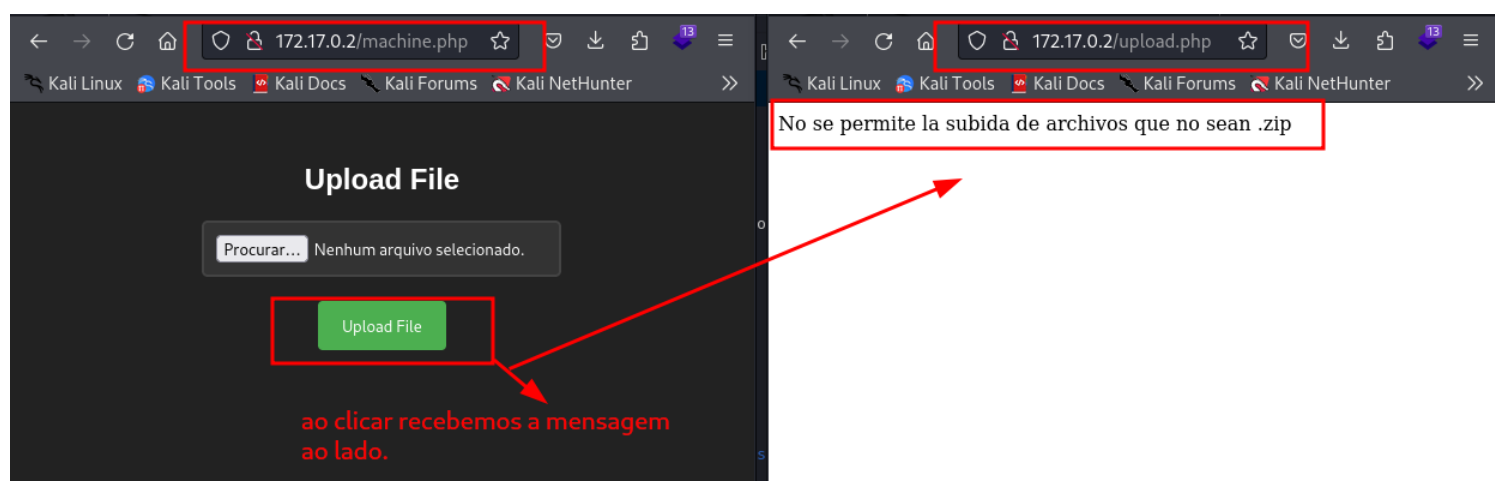 172.17.0.2/machine.php
13
Kali Linux Kali Tools Kali Docs Kali Forums Kali NetHunter
Upload File
Procurar... Nenhum arquivo selecionado.
Upload File
ao clicar recebemos a mensagem
ao lado.
172.17.0.2/upload.php
13
Kali Linux Kali Tools Kali Docs Kali Forums Kali NetHunter
No se permite la subida de archivos que no sean .zip